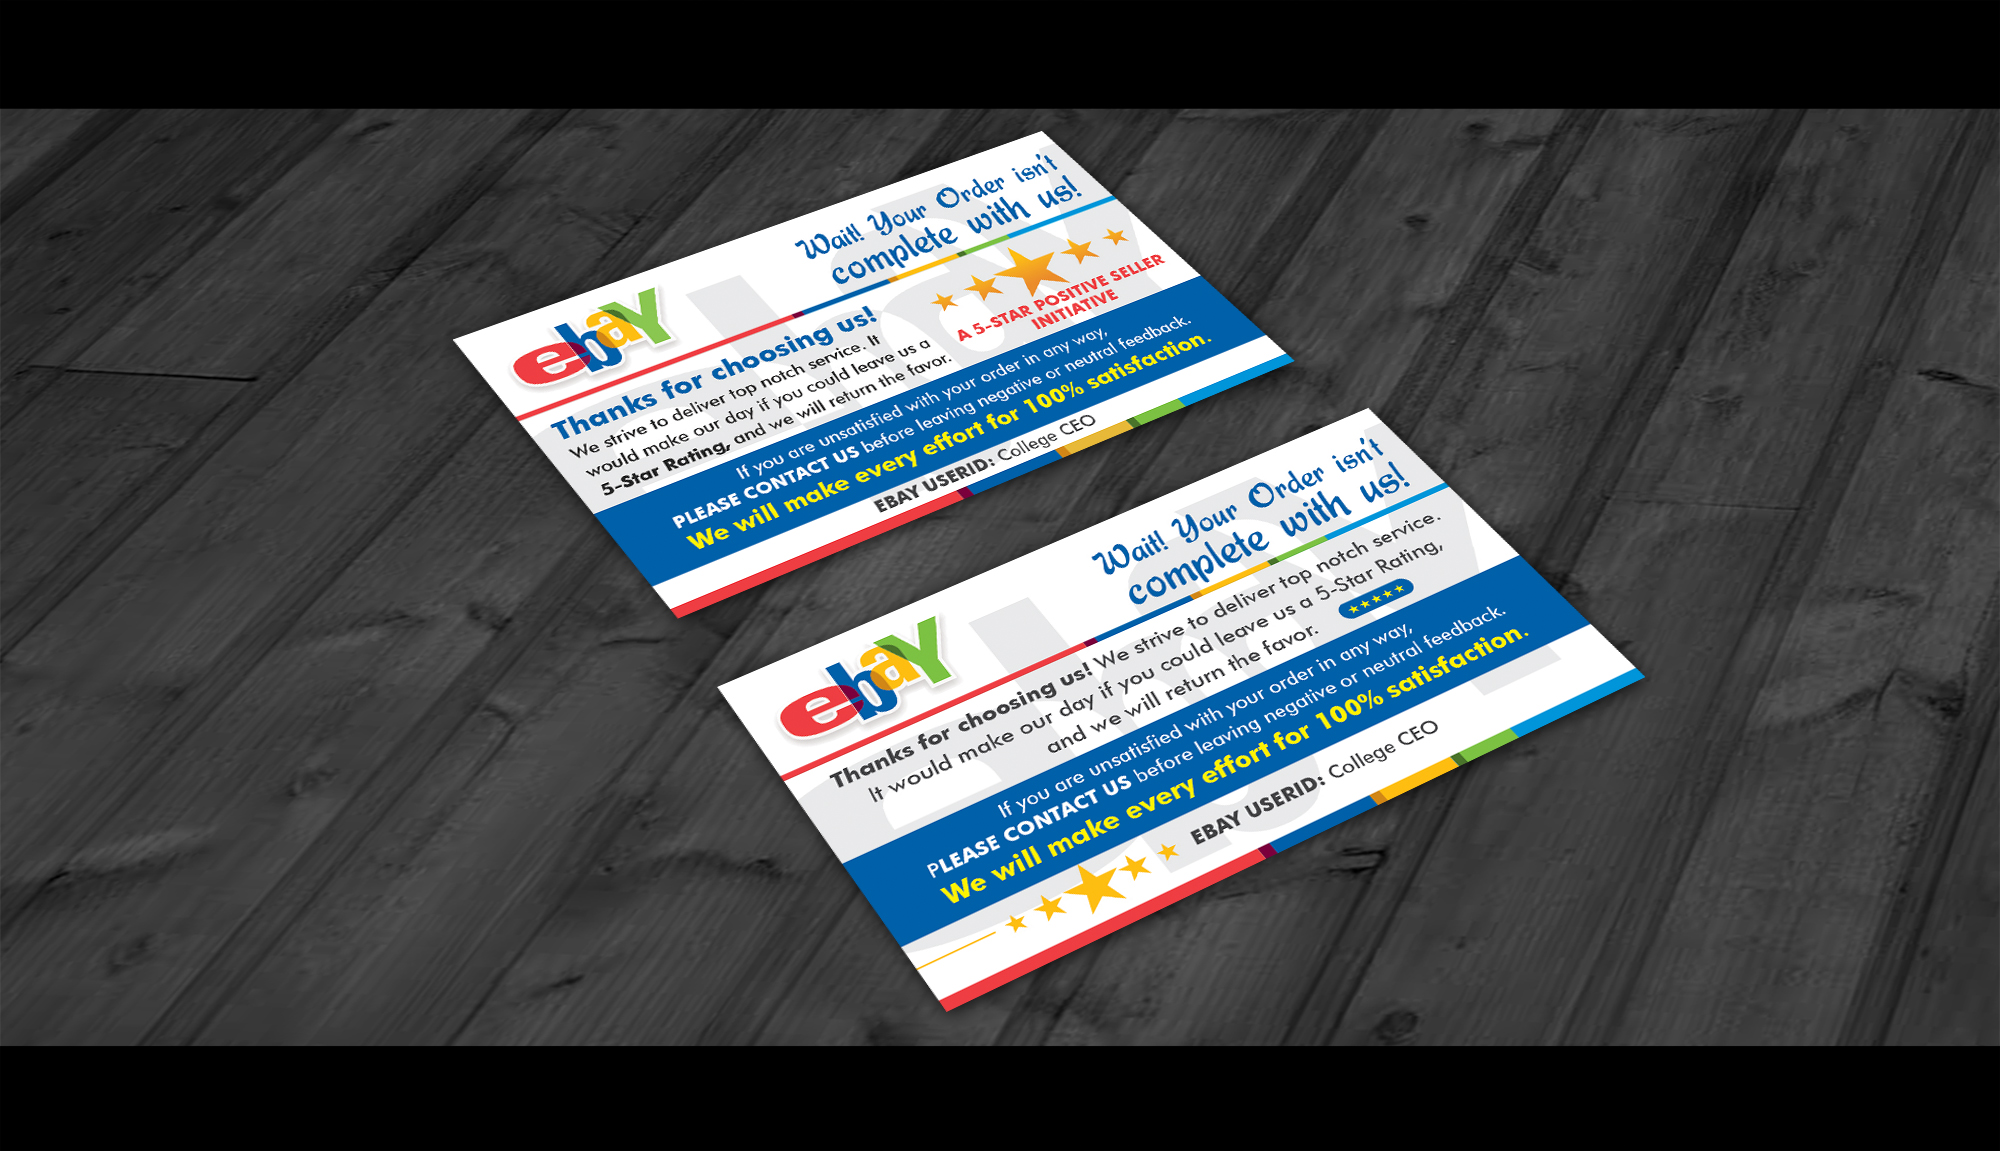 Wait! Your Order isn't
complete with us!
ebaY
Thanks for choosing us!
We strive to deliver top notch service. It
would make our day if you could leave us a
5-Star Rating, and we will return the favor.
A 5-STAR POSITIVE SELLER
INITIATIVE
If you are unsatisfied with your order in any way,
PLEASE CONTACT US before leaving negative or neutral feedback.
We will make every effort for 100% satisfaction.
EBAY USERID: College CEO
Wait! Your Order isn't
complete with us!
ebaY
Thanks for choosing us! We strive to deliver top notch service.
It would make our day if you could leave us a 5-Star Rating,
and we will return the favor.
If you are unsatisfied with your order in any way,
PLEASE CONTACT US before leaving negative or neutral feedback.
We will make every effort for 100% satisfaction.
EBAY USERID: College CEO